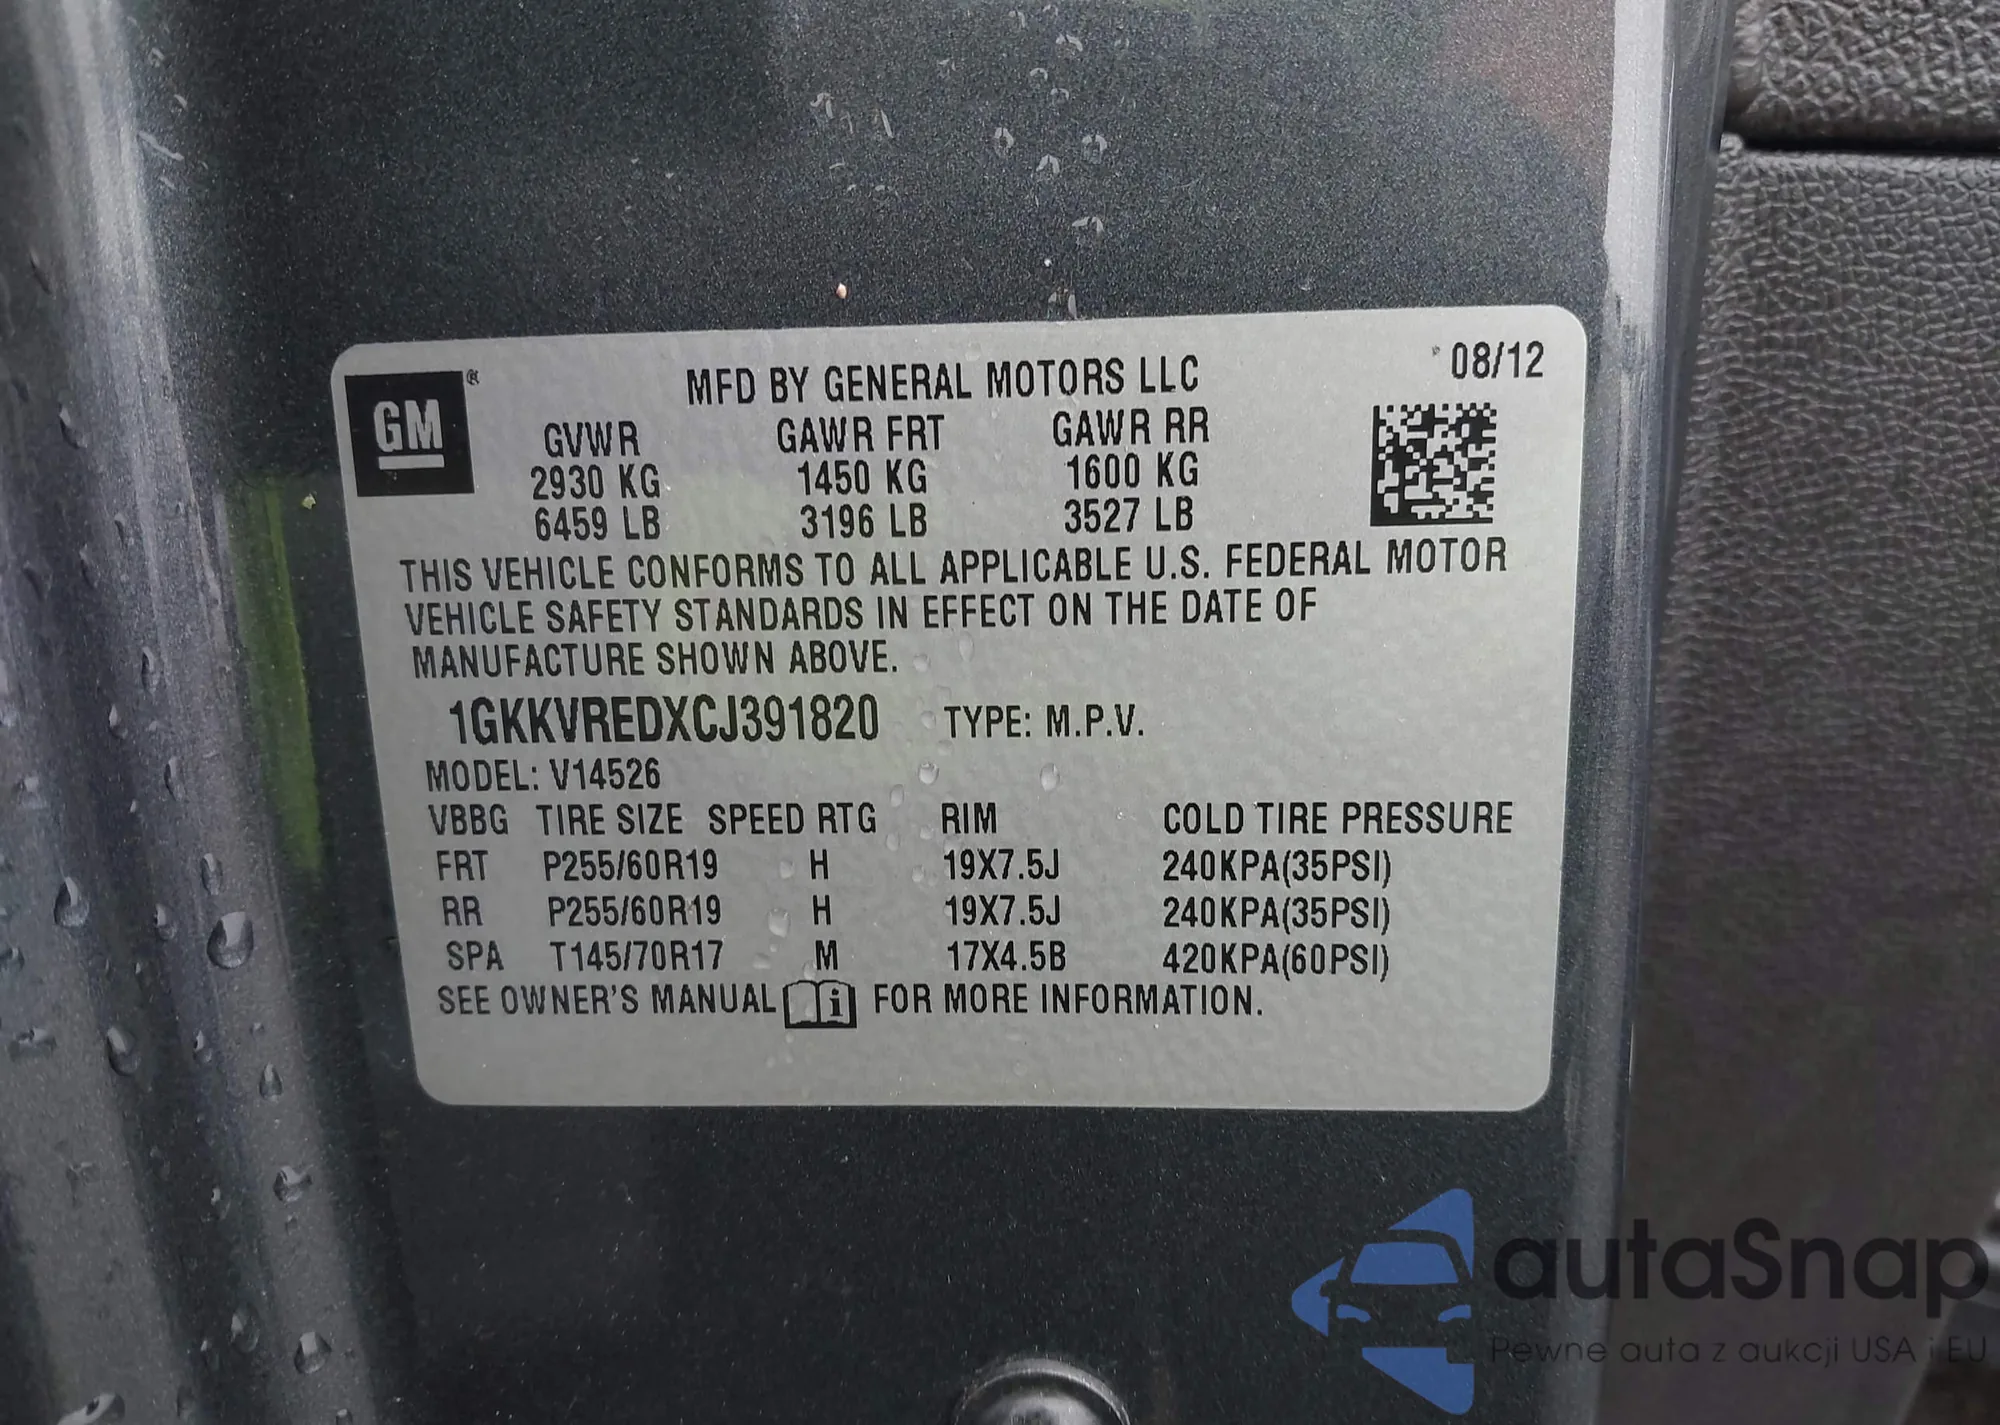 GM ®
MFD BY GENERAL MOTORS LLC
08/12
GVWR GAWR FRT GAWR RR
2930 KG 1450 KG 1600 KG
6459 LB 3196 LB 3527 LB
THIS VEHICLE CONFORMS TO ALL APPLICABLE U.S. FEDERAL MOTOR
VEHICLE SAFETY STANDARDS IN EFFECT ON THE DATE OF
MANUFACTURE SHOWN ABOVE.
1GKKVREDXCJ391820 TYPE: M.P.V.
MODEL: V14526
VBBG TIRE SIZE SPEED RTG RIM COLD TIRE PRESSURE
FRT P255/60R19 H 19X7.5J 240KPA(35PSI)
RR P255/60R19 H 19X7.5J 240KPA(35PSI)
SPA T145/70R17 M 17X4.5B 420KPA(60PSI)
SEE OWNER'S MANUAL i FOR MORE INFORMATION.
autaSnap
Pewne auta z aukcji USA i EU